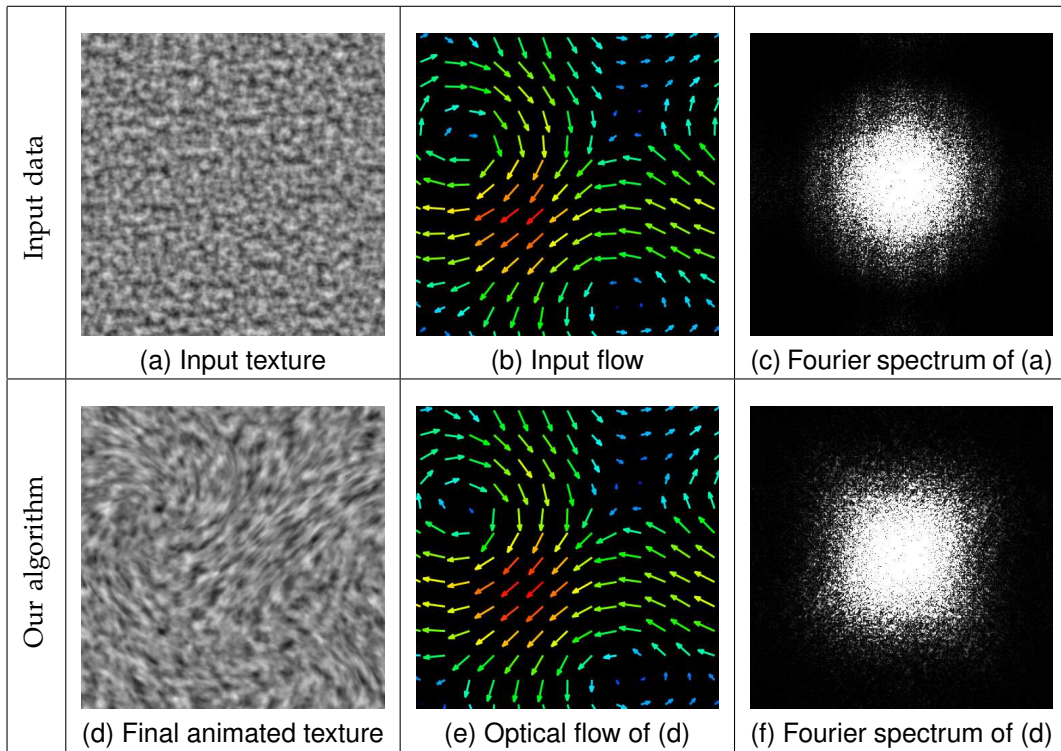 Input data
(a) Input texture
(b) Input flow
(c) Fourier spectrum of (a)
Our algorithm
(d) Final animated texture
(e) Optical flow of (d)
(f) Fourier spectrum of (d)